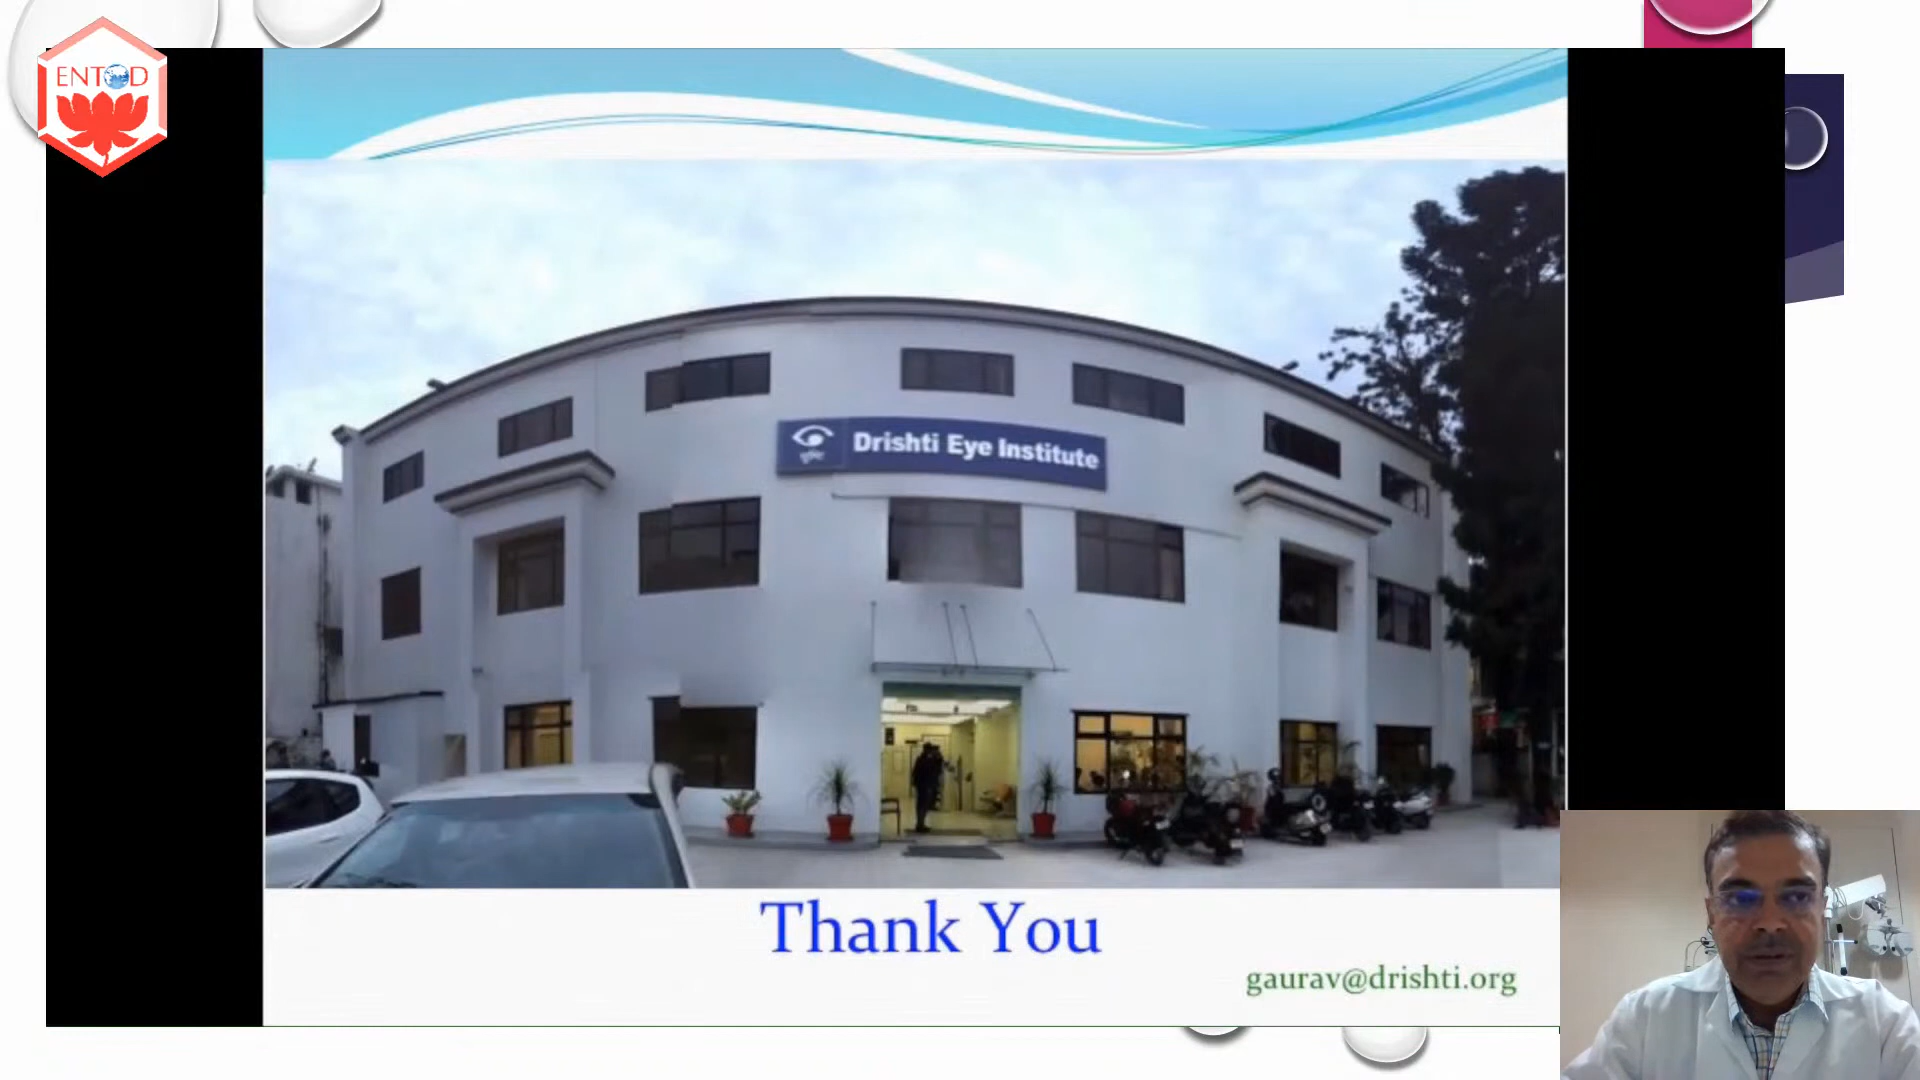 ENTOD
Drishti Eye Institute
दृष्टि
Thank You
gaurav@drishti.org